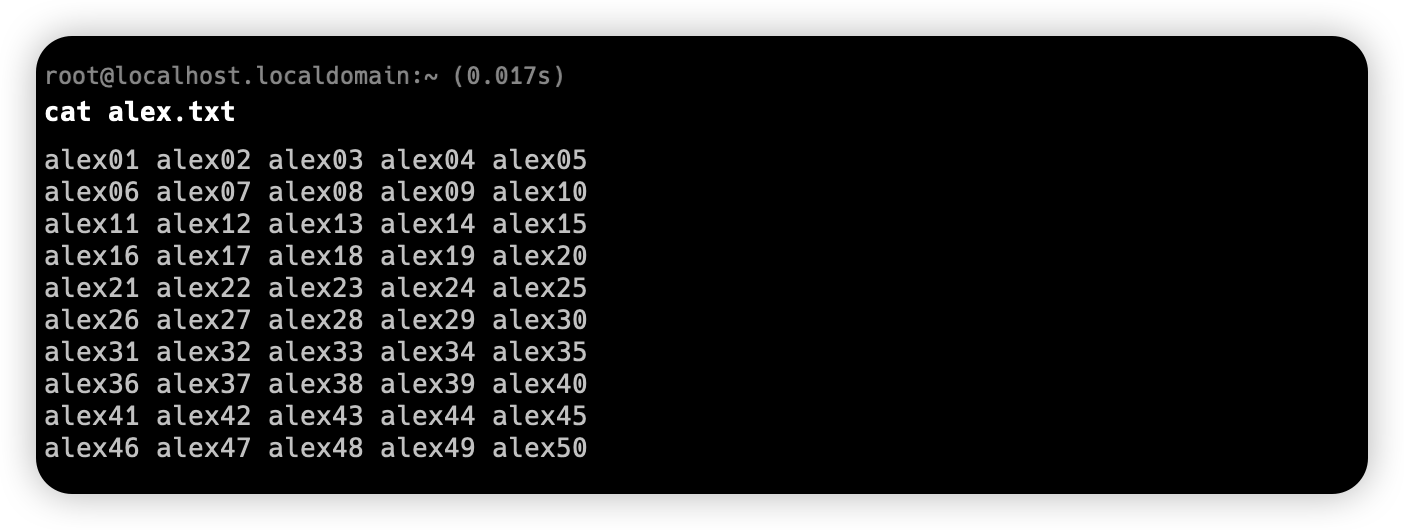 root@localhost.localdomain:~ (0.017s)
cat alex.txt
alex01 alex02 alex03 alex04 alex05
alex06 alex07 alex08 alex09 alex10
alex11 alex12 alex13 alex14 alex15
alex16 alex17 alex18 alex19 alex20
alex21 alex22 alex23 alex24 alex25
alex26 alex27 alex28 alex29 alex30
alex31 alex32 alex33 alex34 alex35
alex36 alex37 alex38 alex39 alex40
alex41 alex42 alex43 alex44 alex45
alex46 alex47 alex48 alex49 alex50